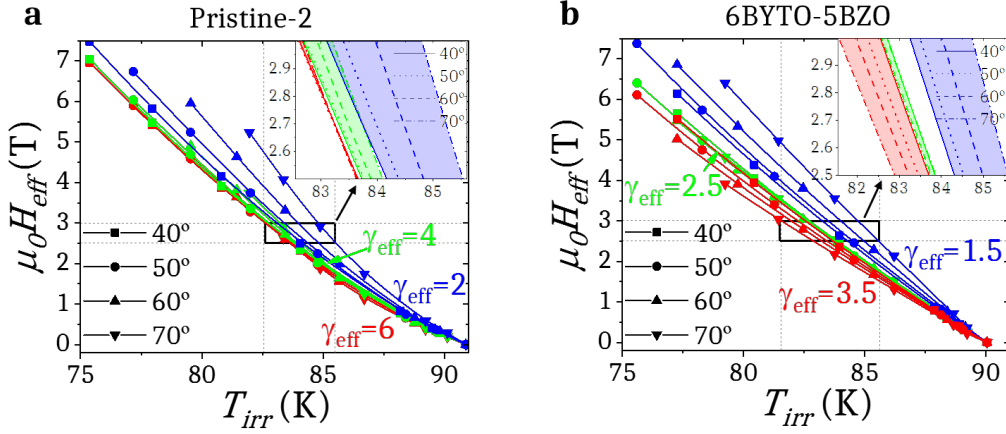 a Pristine-2
7
6
5
4
3
2
1
0
μ0Heff(T)
2.9
2.8
2.7
2.6
83 84 85
40º
50º
60º
70º
γeff=4
γeff=2
γeff=6
40º
50º
60º
70º
75 80 85 90
Tirr (K)
b 6BYTO-5BZO
7
6
5
4
3
2
1
0
μ0Heff(T)
2.9
2.8
2.7
2.6
2.5
82 83 84 85
40º
50º
60º
70º
γeff=2.5
γeff=1.5
γeff=3.5
40º
50º
60º
70º
75 80 85 90
Tirr (K)